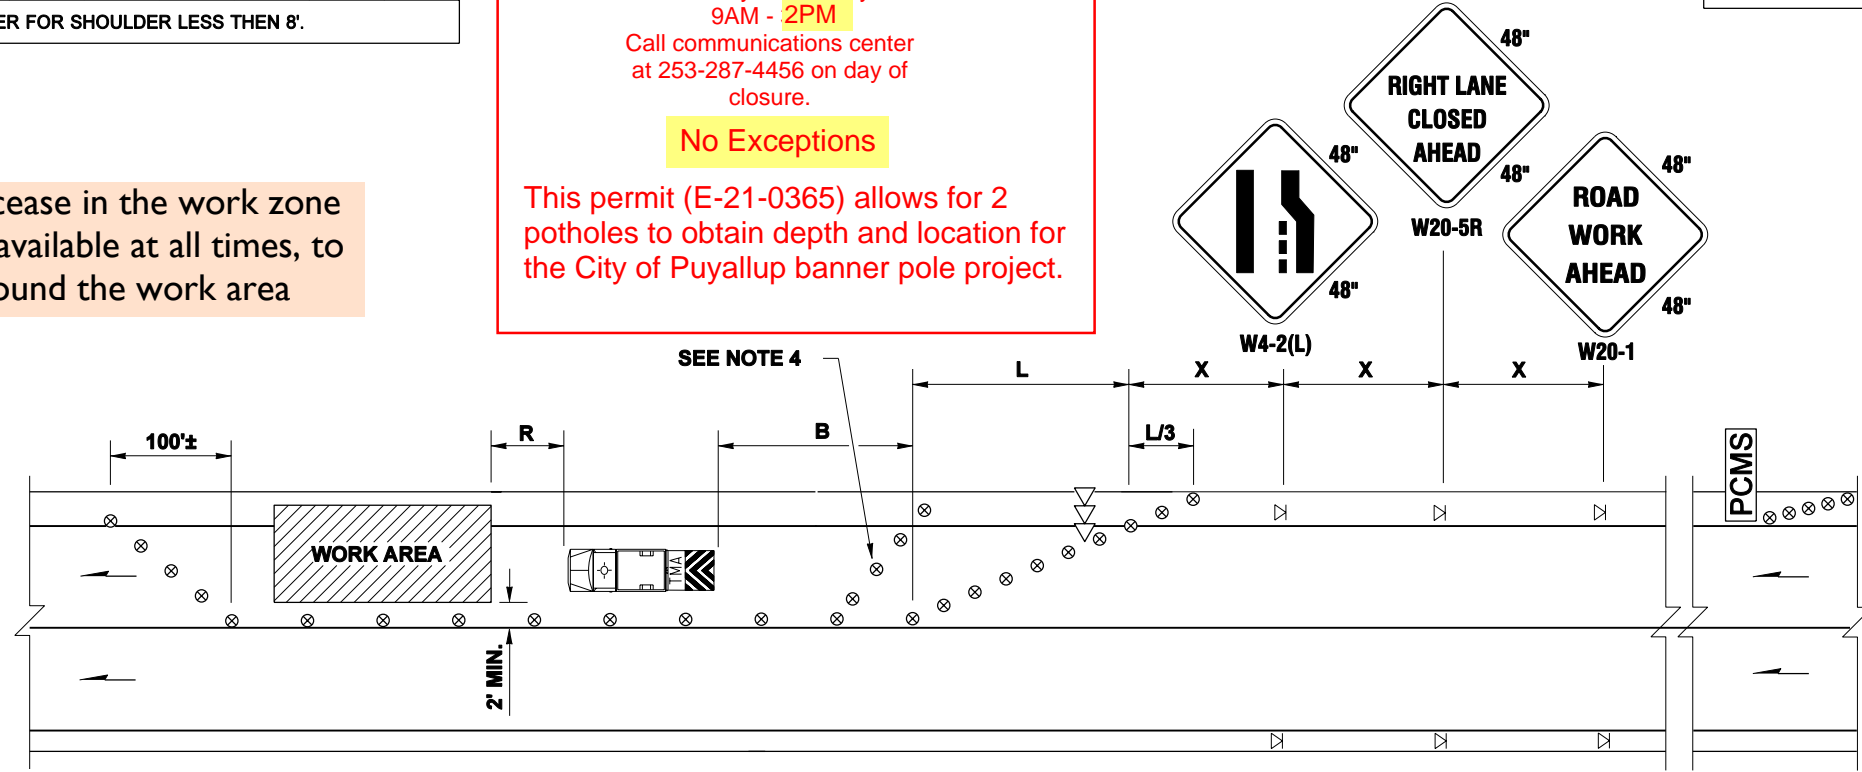 ER FOR SHOULDER LESS THEN 8'.
9AM - 2PM
Call communications center
at 253-287-4456 on day of
closure.
No Exceptions
This permit (E-21-0365) allows for 2
potholes to obtain depth and location for
the City of Puyallup banner pole project.
cease in the work zone
available at all times, to
ound the work area
48"
RIGHT LANE
CLOSED
AHEAD
48"
W20-5R
48"
48"
W4-2(L)
48"
ROAD
WORK
AHEAD
48"
W20-1
SEE NOTE 4
L
X
X
X
100'±
R
B
L/3
PCMS
WORK AREA
TMA
2' MIN.